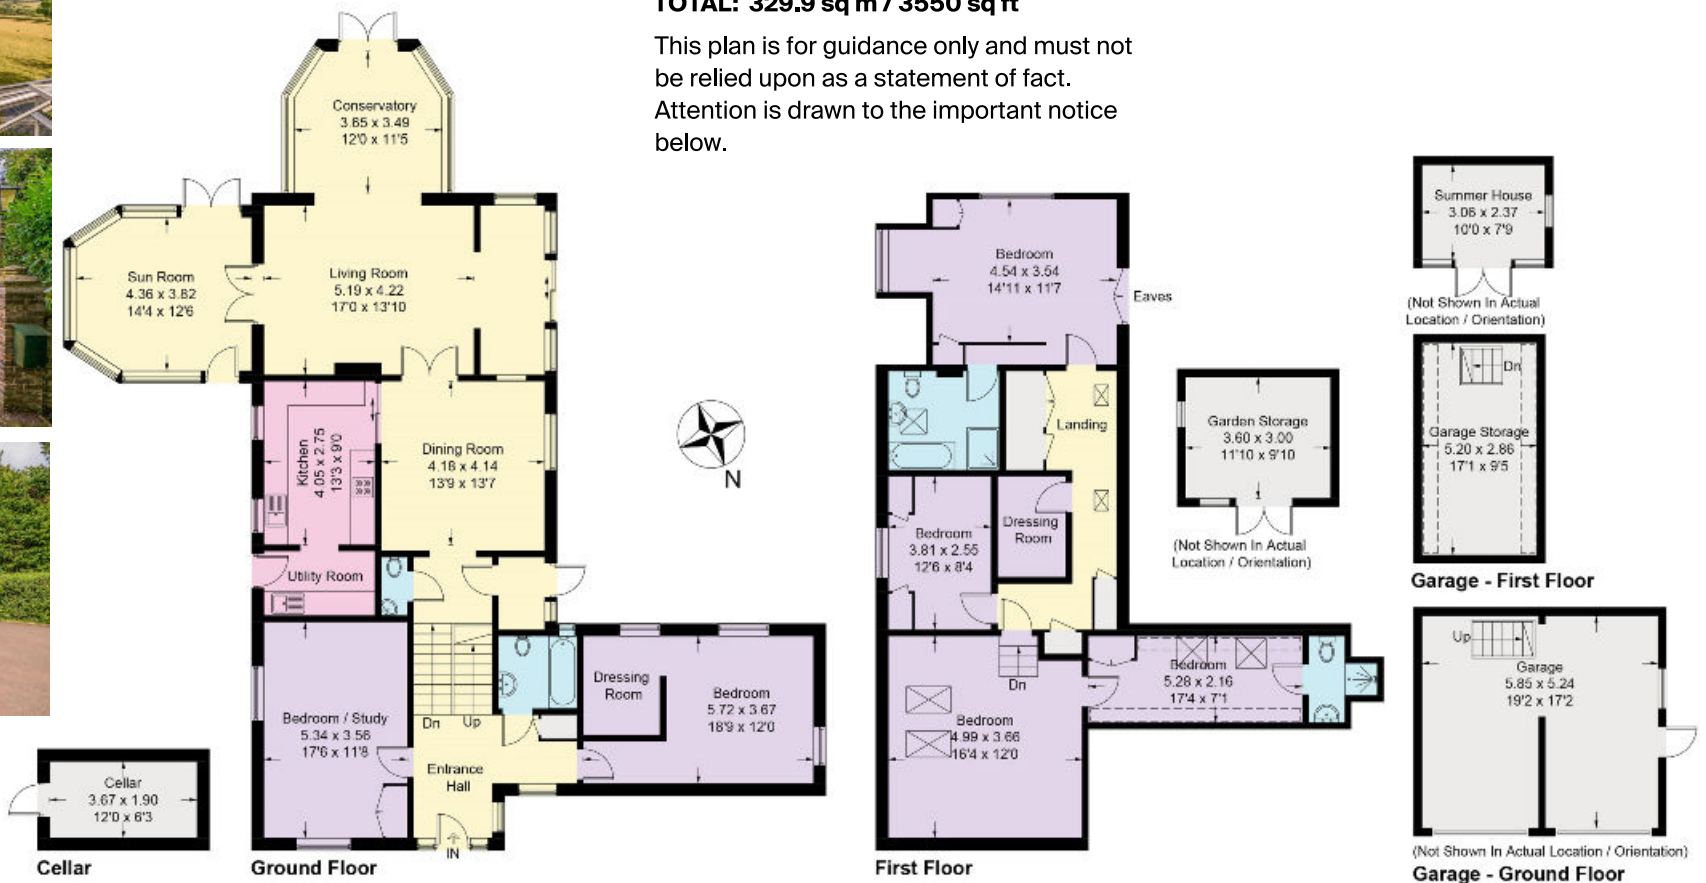 TOTAL: 329.9 sq m / 3550 sq ft
This plan is for guidance only and must not
be relied upon as a statement of fact.
Attention is drawn to the important notice
below.
Conservatory
3.65 x 3.49
12'0 x 11'5
Sun Room
4.36 x 3.82
14'4 x 12'6
Living Room
5.19 x 4.22
17'0 x 13'10
Kitchen
4.05 x 2.75
13'3 x 9'0
Dining Room
4.18 x 4.14
13'9 x 13'7
Utility Room
Bedroom / Study
5.34 x 3.56
17'6 x 11'8
Dn
Up
Entrance
Hall
IN
Dressing
Room
Bedroom
5.72 x 3.67
18'9 x 12'0
Cellar
3.67 x 1.90
12'0 x 6'3
Cellar
Ground Floor
N
Bedroom
4.54 x 3.54
14'11 x 11'7
Eaves
Landing
Bedroom
3.81 x 2.55
12'6 x 8'4
Dressing
Room
Dn
Bedroom
4.99 x 3.66
16'4 x 12'0
Bedroom
5.28 x 2.16
17'4 x 7'1
First Floor
Garden Storage
3.60 x 3.00
11'10 x 9'10
(Not Shown In Actual
Location / Orientation)
Summer House
3.06 x 2.37
10'0 x 7'9
(Not Shown In Actual
Location / Orientation)
Dn
Garage Storage
5.20 x 2.86
17'1 x 9'5
Garage - First Floor
Up
Garage
5.85 x 5.24
19'2 x 17'2
(Not Shown In Actual Location / Orientation)
Garage - Ground Floor